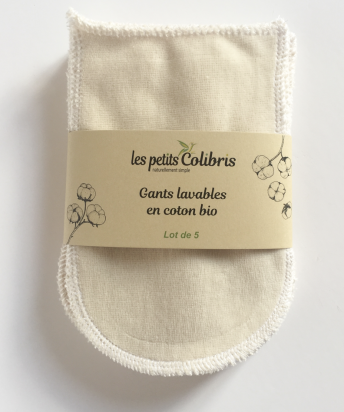 les petits Colibris
naturellement simple
Gants lavables
en coton bio
Lot de 5